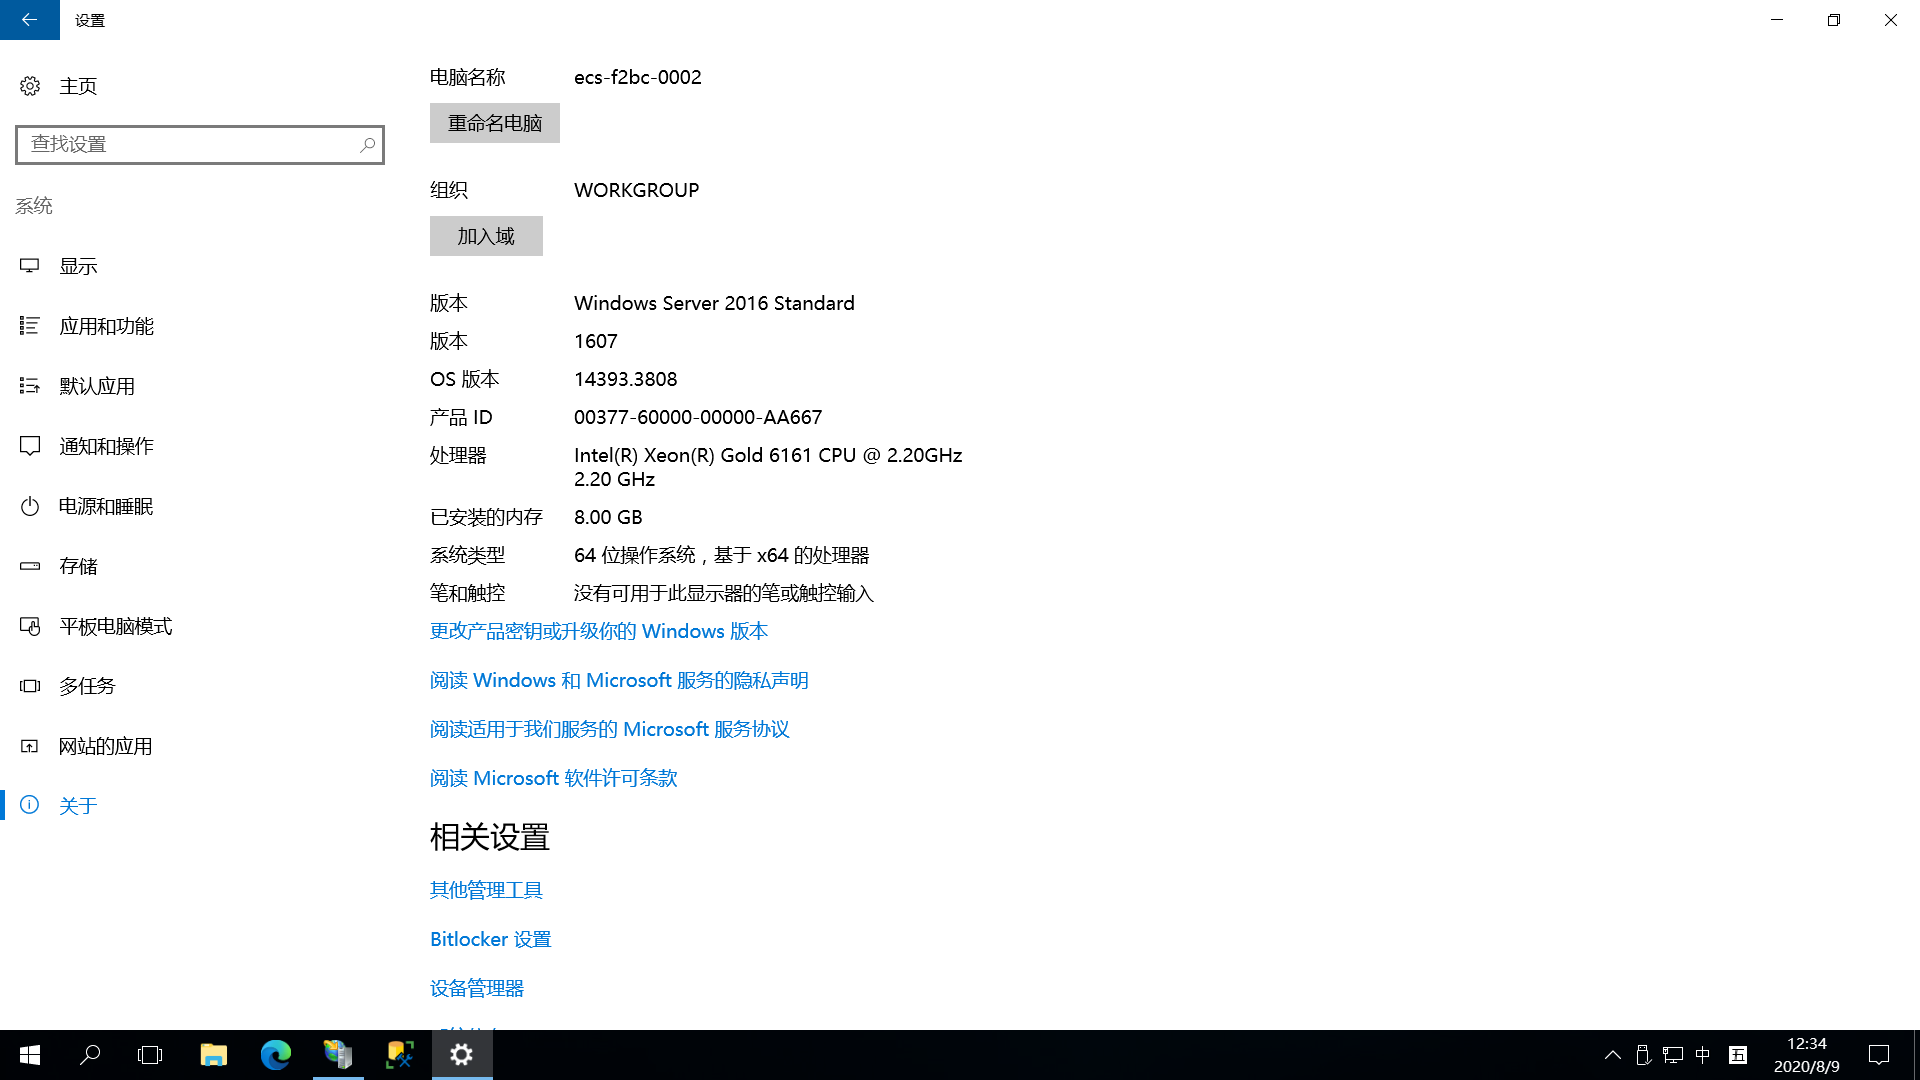 设置
主页
查找设置
系统
显示
应用和功能
默认应用
通知和操作
电源和睡眠
存储
平板电脑模式
多任务
网站的应用
关于
电脑名称 ecs-f2bc-0002
重命名电脑
组织 WORKGROUP
加入域
版本 Windows Server 2016 Standard
版本 1607
OS 版本 14393.3808
产品 ID 00377-60000-00000-AA667
处理器 Intel(R) Xeon(R) Gold 6161 CPU @ 2.20GHz
2.20 GHz
已安装的内存 8.00 GB
系统类型 64 位操作系统，基于 x64 的处理器
笔和触控 没有可用于此显示器的笔或触控输入
更改产品密钥或升级你的 Windows 版本
阅读 Windows 和 Microsoft 服务的隐私声明
阅读适用于我们服务的 Microsoft 服务协议
阅读 Microsoft 软件许可条款
相关设置
其他管理工具
Bitlocker 设置
设备管理器
中
五
12:34
2020/8/9